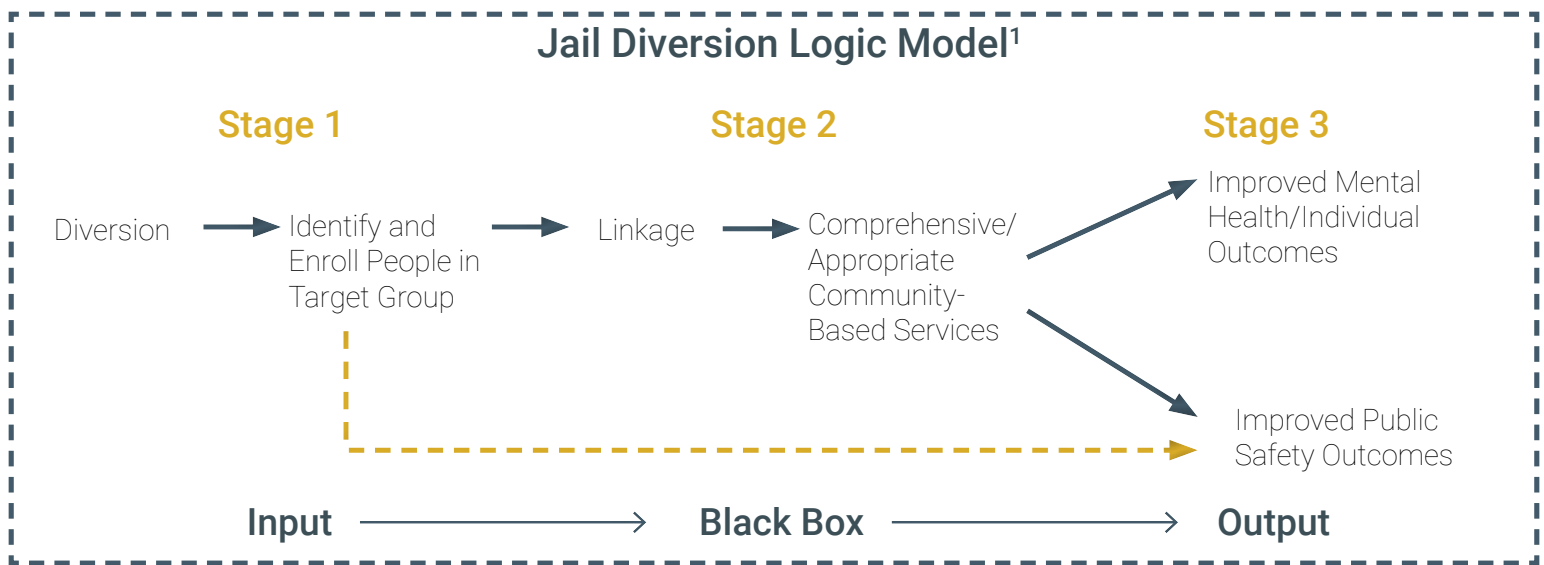 Jail Diversion Logic Model¹
Stage 1
Stage 2
Stage 3
Diversion
Identify and
Enroll People in
Target Group
Linkage
Comprehensive/
Appropriate
Community-
Based Services
Improved Mental
Health/Individual
Outcomes
Improved Public
Safety Outcomes
Input
Black Box
Output